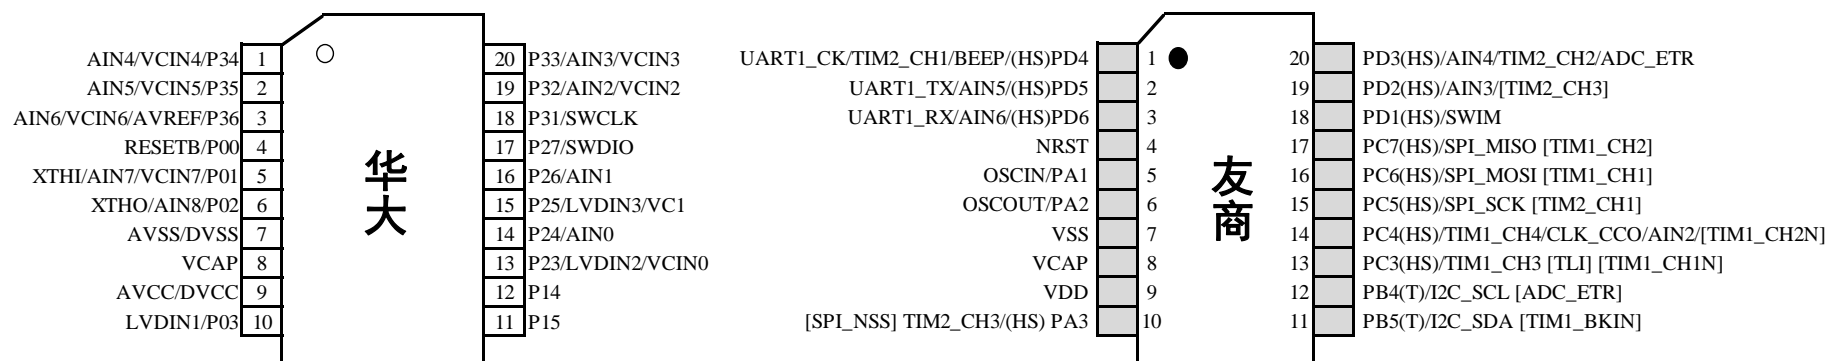 AIN4/VCIN4/P34 1
AIN5/VCIN5/P35 2
AIN6/VCIN6/AVREF/P36 3
RESETB/P00 4
XTHI/AIN7/VCIN7/P01 5
XTHO/AIN8/P02 6
AVSS/DVSS 7
VCAP 8
AVCC/DVCC 9
LVDIN1/P03 10
华
大
20 P33/AIN3/VCIN3
19 P32/AIN2/VCIN2
18 P31/SWCLK
17 P27/SWDIO
16 P26/AIN1
15 P25/LVDIN3/VC1
14 P24/AIN0
13 P23/LVDIN2/VCIN0
12 P14
11 P15
UART1_CK/TIM2_CH1/BEEP/(HS)PD4 1
UART1_TX/AIN5/(HS)PD5 2
UART1_RX/AIN6/(HS)PD6 3
NRST 4
OSCIN/PA1 5
OSCOUT/PA2 6
VSS 7
VCAP 8
VDD 9
[SPI_NSS] TIM2_CH3/(HS) PA3 10
友
商
20 PD3(HS)/AIN4/TIM2_CH2/ADC_ETR
19 PD2(HS)/AIN3/[TIM2_CH3]
18 PD1(HS)/SWIM
17 PC7(HS)/SPI_MISO [TIM1_CH2]
16 PC6(HS)/SPI_MOSI [TIM1_CH1]
15 PC5(HS)/SPI_SCK [TIM2_CH1]
14 PC4(HS)/TIM1_CH4/CLK_CCO/AIN2/[TIM1_CH2N]
13 PC3(HS)/TIM1_CH3 [TLI] [TIM1_CH1N]
12 PB4(T)/I2C_SCL [ADC_ETR]
11 PB5(T)/I2C_SDA [TIM1_BKIN]